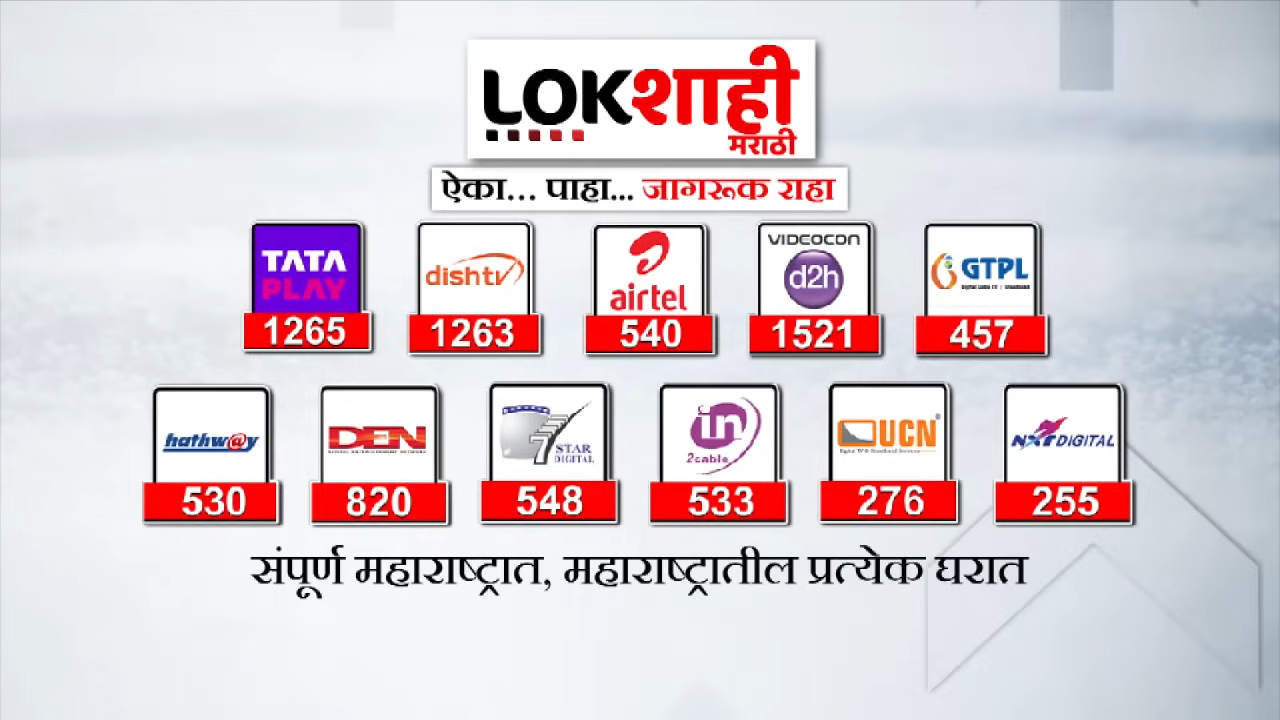 LOKशाही
मराठी
ऐका... पाहा... जागरूक राहा
TATA PLAY
1265
dishtv
1263
airtel
540
VIDEOCON
d2h
1521
GTPL
457
hathw@y
530
DEN
820
7 STAR DIGITAL
548
in
2cable
533
UCN
276
NXT DIGITAL
255
संपूर्ण महाराष्ट्रात, महाराष्ट्रातील प्रत्येक घरात